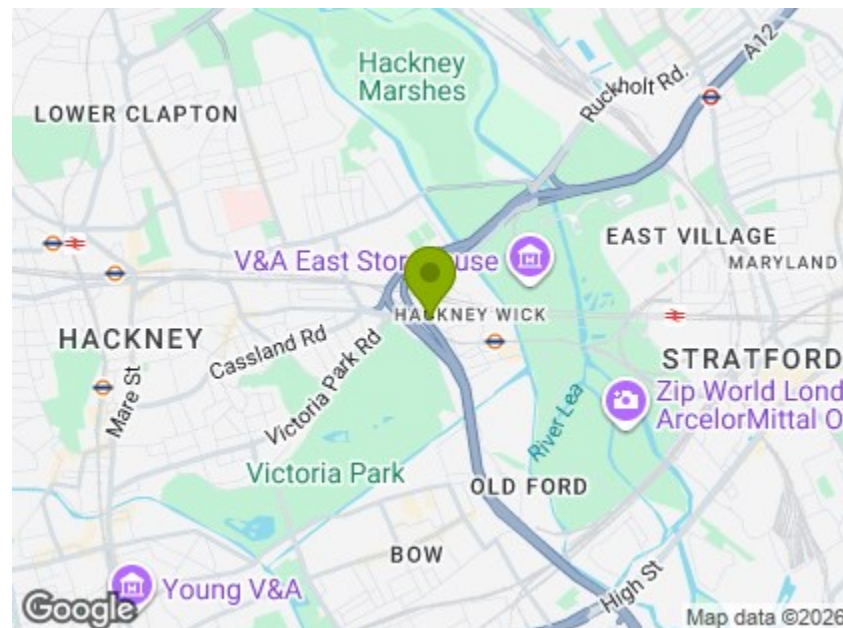 Hackney
Marshes
LOWER CLAPTON
Ruckholt Rd.
A12
V&A East Storehouse
EAST VILLAGE
MARYLAND
HACKNEY WICK
HACKNEY
Cassland Rd
Mare St
Victoria Park Rd
STRATFORD
Zip World Lond
ArcelorMittal O
River Lea
Victoria Park
OLD FORD
BOW
Young V&A
High St
Google
Map data ©2026